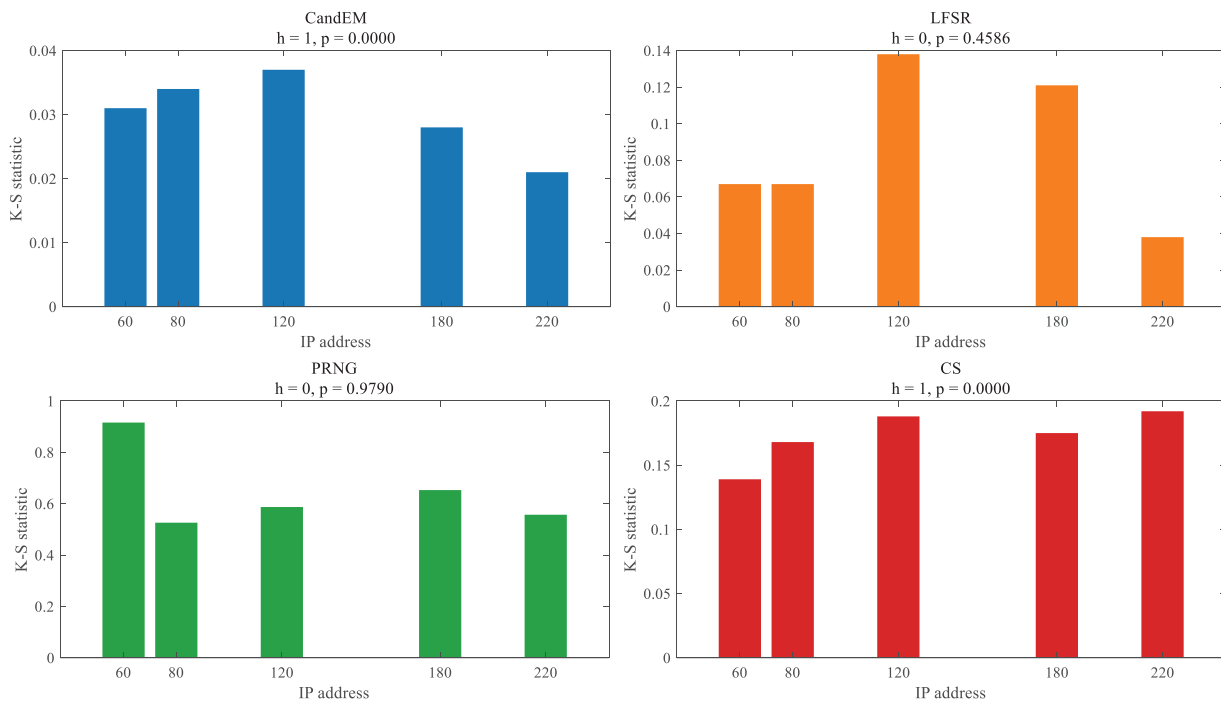 CandEM
h = 1, p = 0.0000
0.04
0.03
0.02
0.01
0
K-S statistic
60 80 120 180 220
IP address
LFSR
h = 0, p = 0.4586
0.14
0.12
0.1
0.08
0.06
0.04
0.02
0
K-S statistic
60 80 120 180 220
IP address
PRNG
h = 0, p = 0.9790
1
0.8
0.6
0.4
0.2
0
K-S statistic
60 80 120 180 220
IP address
CS
h = 1, p = 0.0000
0.2
0.15
0.1
0.05
0
K-S statistic
60 80 120 180 220
IP address